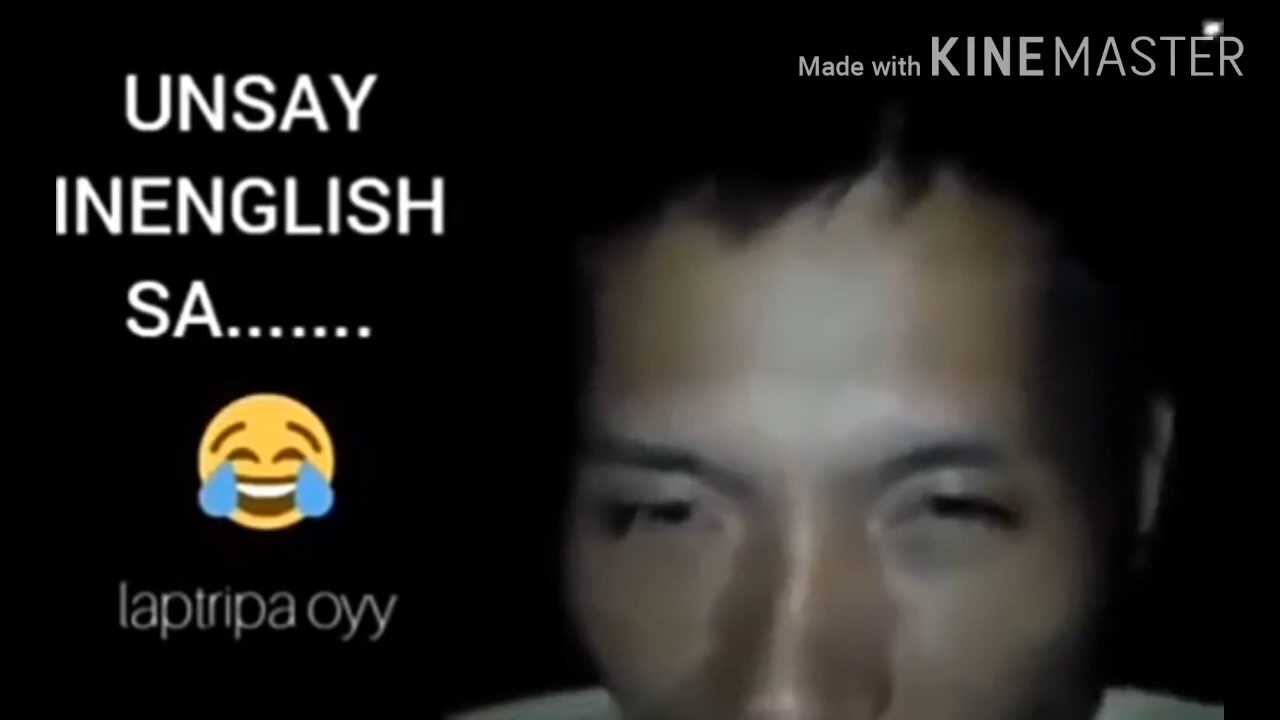 Made with KINEMASTER
UNSAY
INENGLISH
SA.......
laptripa oyy